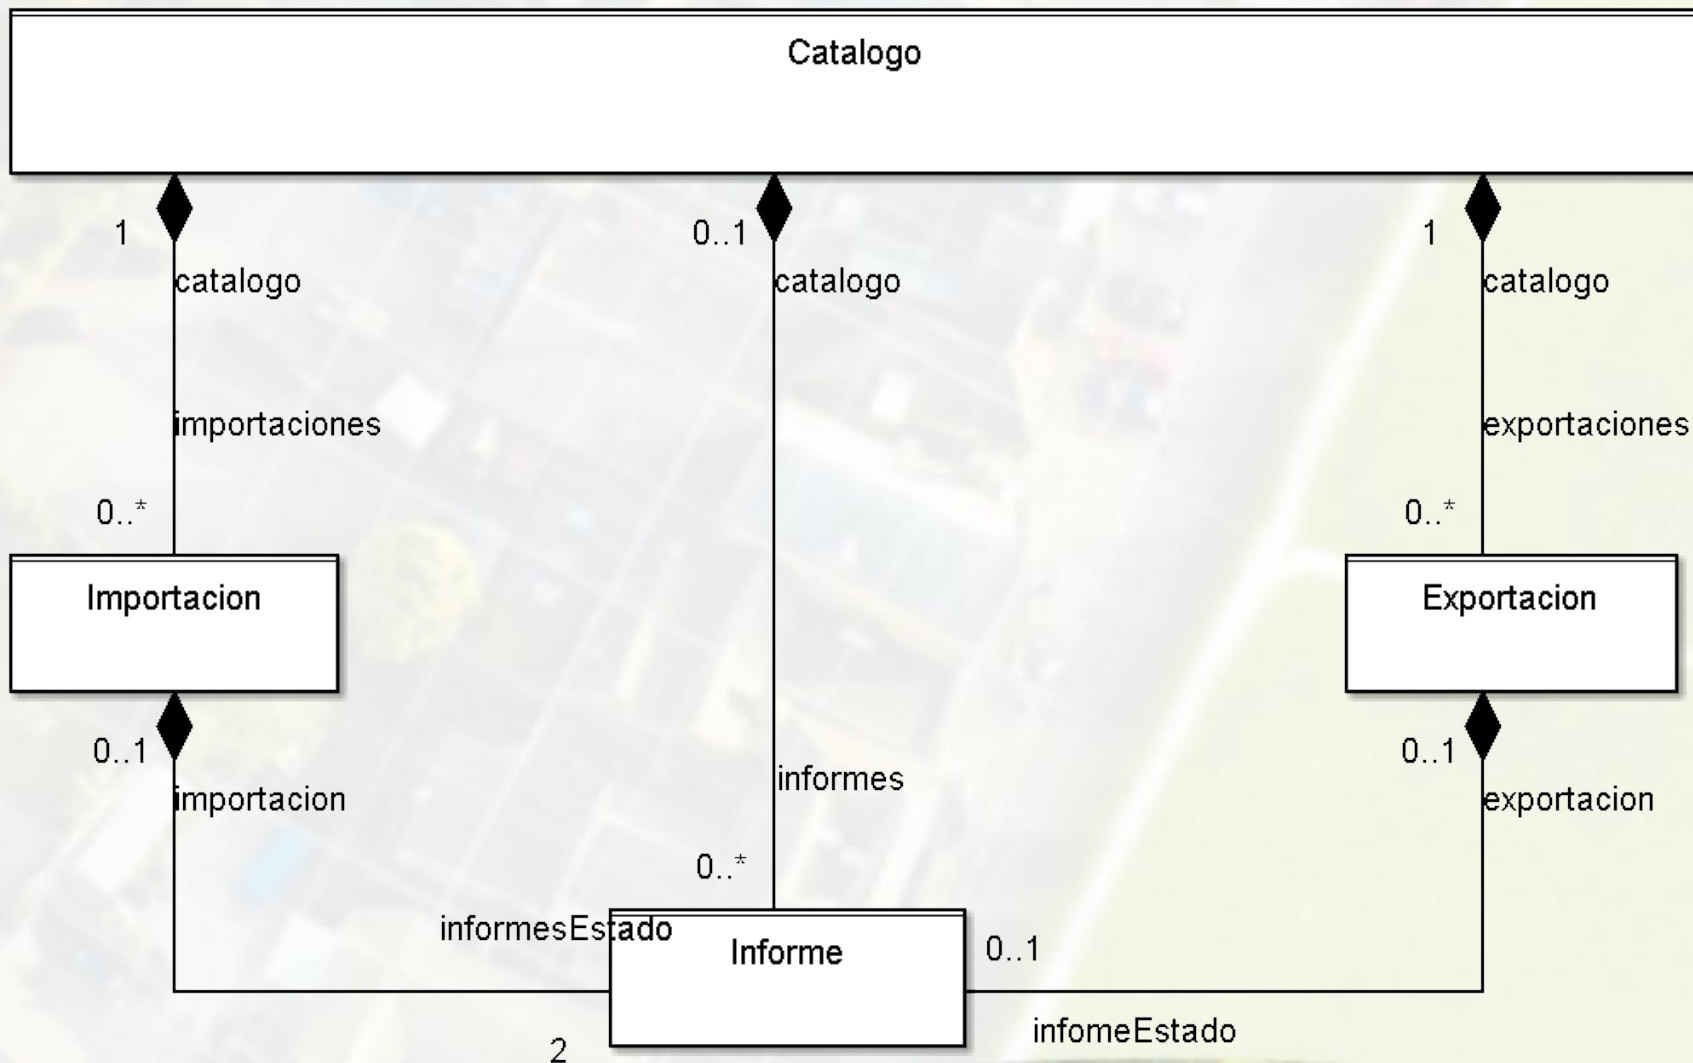 Catalogo
1
0..1
1
catalogo
catalogo
catalogo
importaciones
exportaciones
0..*
0..*
Importacion
Exportacion
0..1
0..1
importacion
informes
exportacion
0..*
informesEstado
Informe
0..1
infomeEstado
2